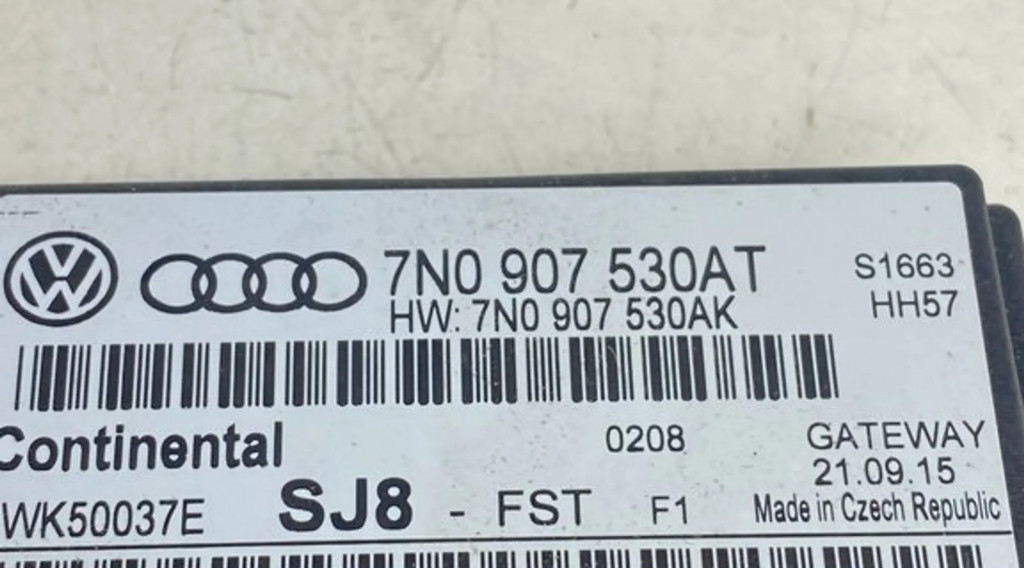 7N0 907 530AT S1663
HW: 7N0 907 530AK HH57
Continental 0208 GATEWAY
21.09.15
WK50037E SJ8 - FST F1 Made in Czech Republic